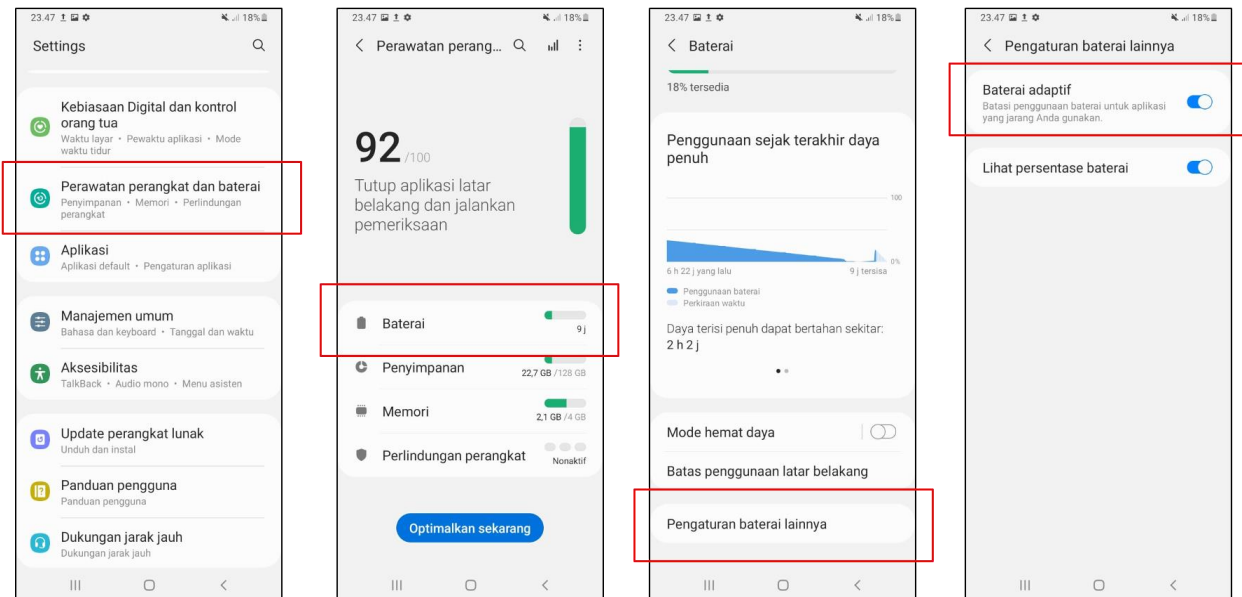 23.47
18%
Settings
Kebiasaan Digital dan kontrol
orang tua
Waktu layar • Pewaktu aplikasi • Mode
waktu tidur
Perawatan perangkat dan baterai
Penyimpanan • Memori • Perlindungan
perangkat
Aplikasi
Aplikasi default • Pengaturan aplikasi
Manajemen umum
Bahasa dan keyboard • Tanggal dan waktu
Aksesibilitas
TalkBack • Audio mono • Menu asisten
Update perangkat lunak
Unduh dan instal
Panduan pengguna
Panduan pengguna
Dukungan jarak jauh
Dukungan jarak jauh
23.47
18%
Perawatan perang...
92 /100
Tutup aplikasi latar
belakang dan jalankan
pemeriksaan
Baterai
9 j
Penyimpanan
22,7 GB /128 GB
Memori
2,1 GB /4 GB
Perlindungan perangkat
Nonaktif
Optimalkan sekarang
23.47
18%
Baterai
18% tersedia
Penggunaan sejak terakhir daya
penuh
100
0%
6 h 22 j yang lalu
9 j tersisa
Penggunaan baterai
Perkiraan waktu
Daya terisi penuh dapat bertahan sekitar:
2 h 2 j
Mode hemat daya
Batas penggunaan latar belakang
Pengaturan baterai lainnya
23.47
18%
Pengaturan baterai lainnya
Baterai adaptif
Batasi penggunaan baterai untuk aplikasi
yang jarang Anda gunakan.
Lihat persentase baterai